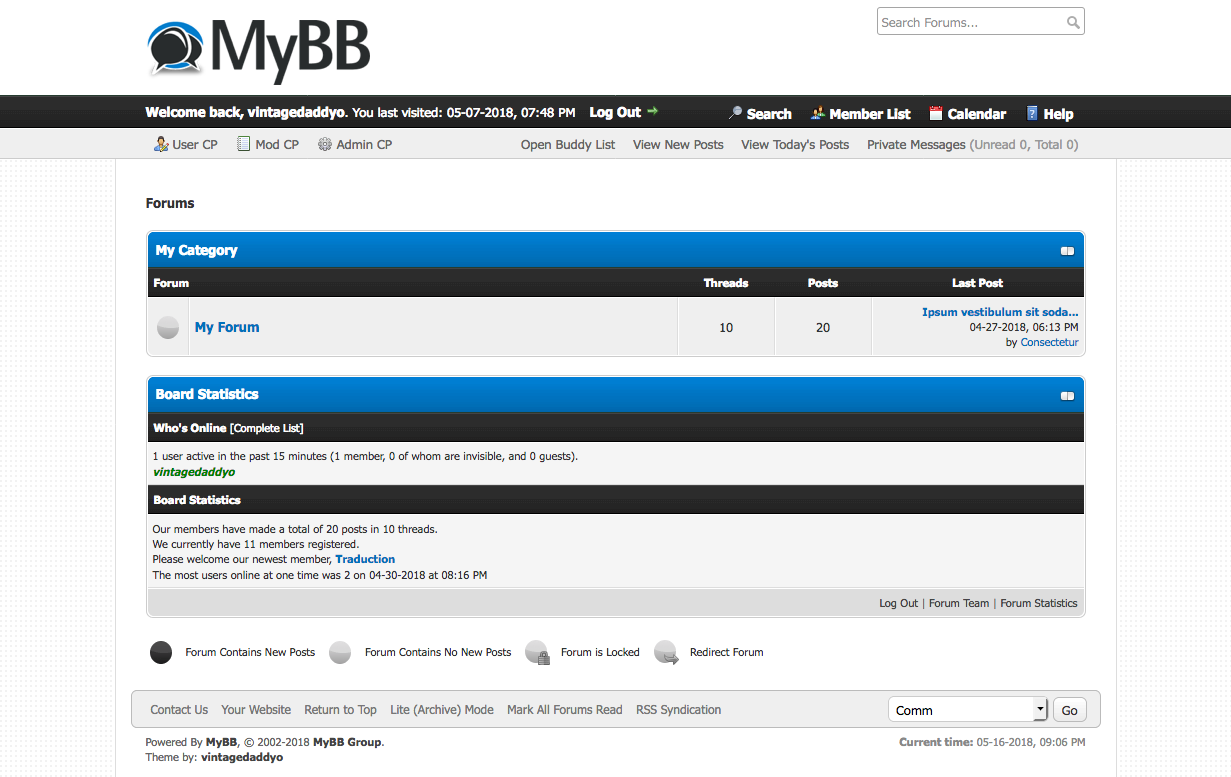 MyBB
Search Forums...
Welcome back, vintagedaddyo. You last visited: 05-07-2018, 07:48 PM Log Out
Search Member List Calendar Help
User CP Mod CP Admin CP
Open Buddy List View New Posts View Today's Posts Private Messages (Unread 0, Total 0)
Forums
My Category
Forum Threads Posts Last Post
My Forum 10 20
Ipsum vestibulum sit soda...
04-27-2018, 06:13 PM
by Consectetur
Board Statistics
Who's Online [Complete List]
1 user active in the past 15 minutes (1 member, 0 of whom are invisible, and 0 guests).
vintagedaddyo
Board Statistics
Our members have made a total of 20 posts in 10 threads.
We currently have 11 members registered.
Please welcome our newest member, Traduction
The most users online at one time was 2 on 04-30-2018 at 08:16 PM
Log Out | Forum Team | Forum Statistics
Forum Contains New Posts Forum Contains No New Posts Forum is Locked Redirect Forum
Contact Us Your Website Return to Top Lite (Archive) Mode Mark All Forums Read RSS Syndication Comm Go
Powered By MyBB, © 2002-2018 MyBB Group. Current time: 05-16-2018, 09:06 PM
Theme by: vintagedaddyo